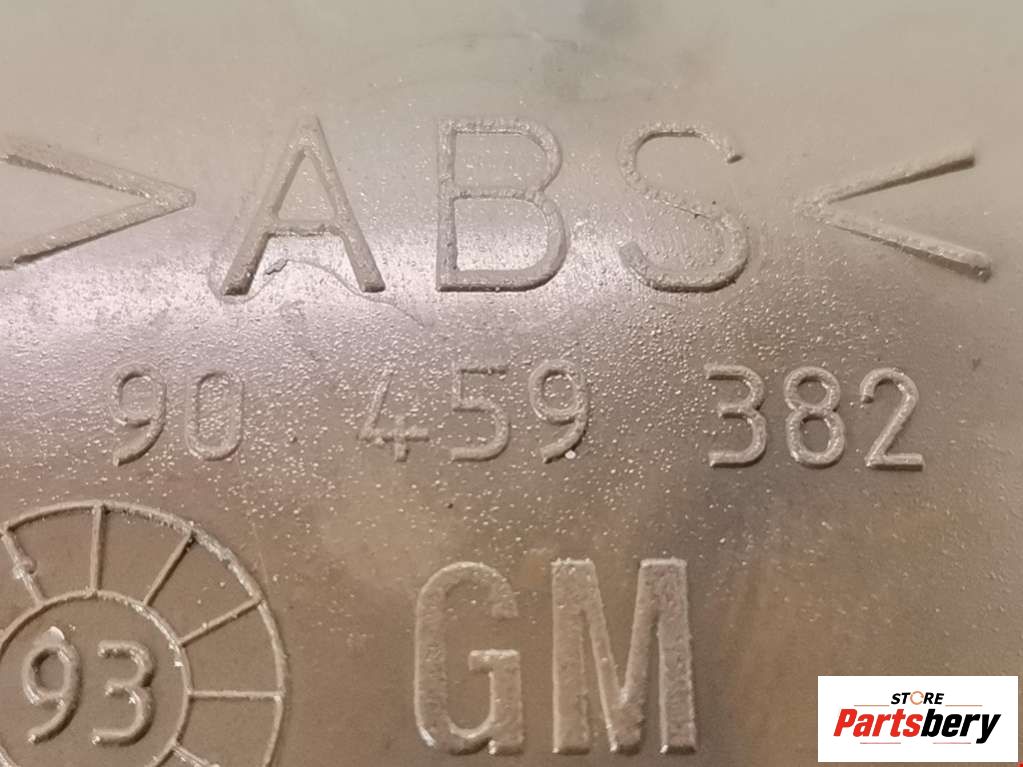 >ABS<
90 459 382
93
GM
STORE
Partsbery